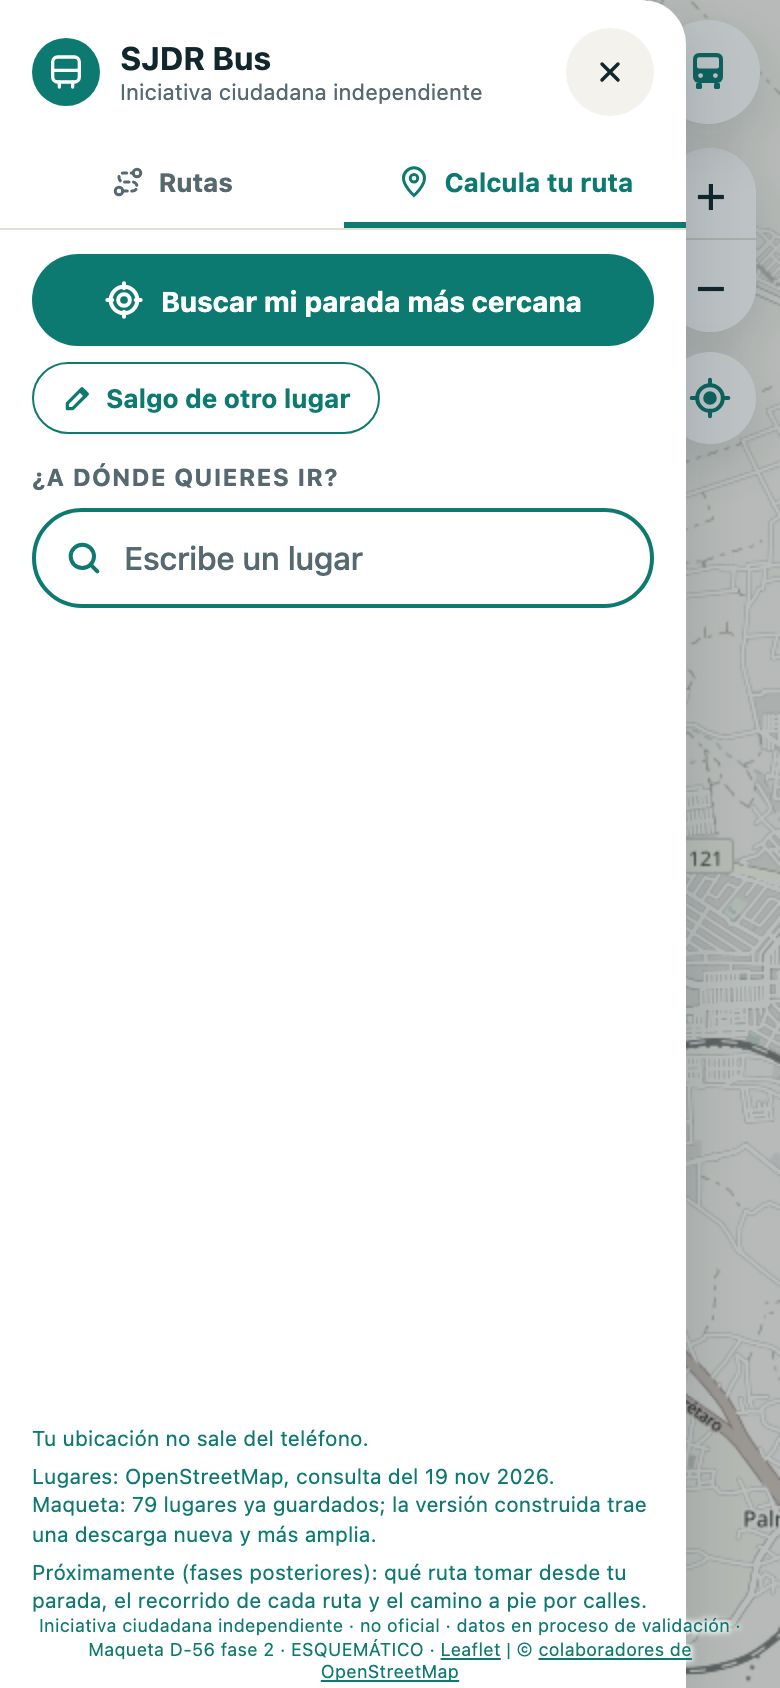 SJDR Bus
Iniciativa ciudadana independiente
Rutas
Calcula tu ruta
Buscar mi parada más cercana
Salgo de otro lugar
¿A DÓNDE QUIERES IR?
Escribe un lugar
121
Tu ubicación no sale del teléfono.
Lugares: OpenStreetMap, consulta del 19 nov 2026.
Maqueta: 79 lugares ya guardados; la versión construida trae
una descarga nueva y más amplia.
Próximamente (fases posteriores): qué ruta tomar desde tu
parada, el recorrido de cada ruta y el camino a pie por calles.
Iniciativa ciudadana independiente · no oficial · datos en proceso de validación ·
Maqueta D-56 fase 2 · ESQUEMÁTICO · Leaflet | © colaboradores de
OpenStreetMap